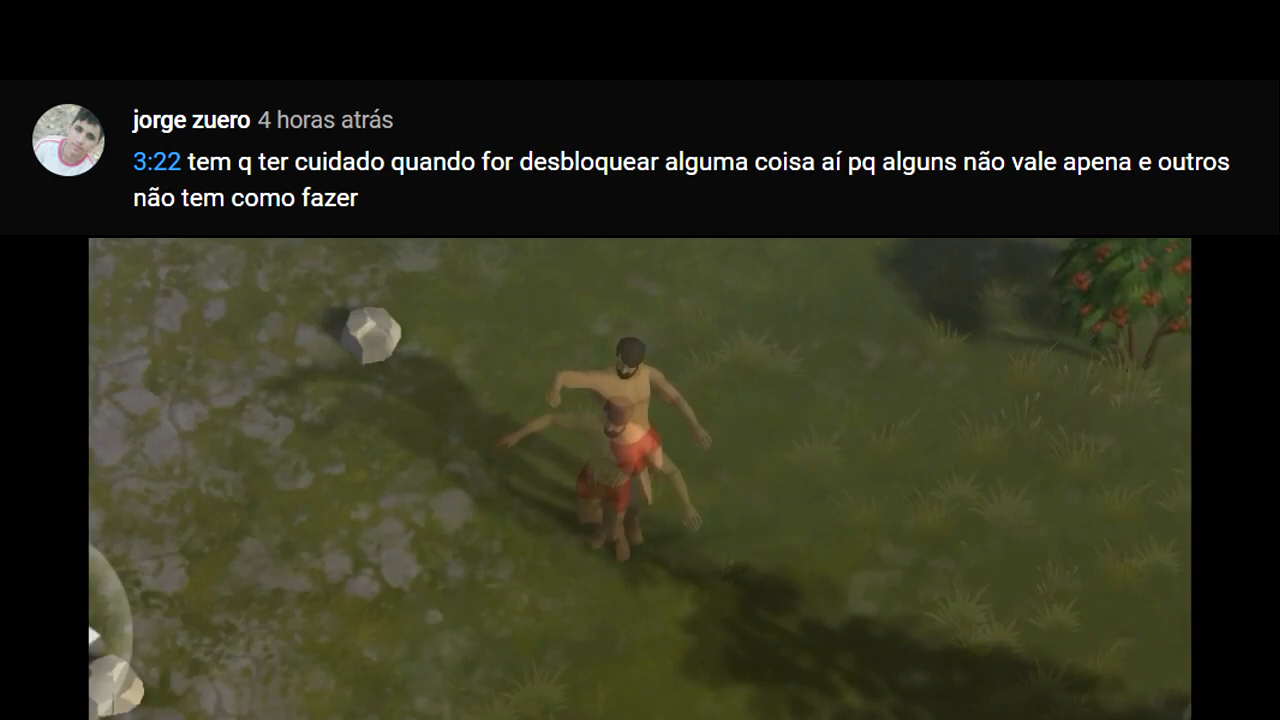 jorge zuero 4 horas atrás
3:22 tem q ter cuidado quando for desbloquear alguma coisa aí pq alguns não vale apena e outros
não tem como fazer